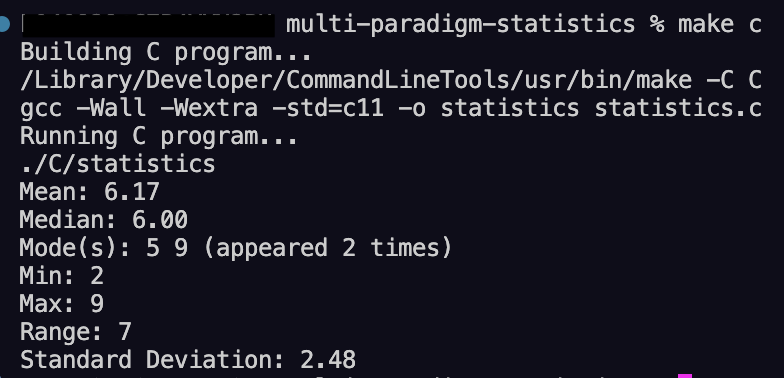 multi-paradigm-statistics % make c
Building C program...
/Library/Developer/CommandLineTools/usr/bin/make -C C
gcc -Wall -Wextra -std=c11 -o statistics statistics.c
Running C program...
./C/statistics
Mean: 6.17
Median: 6.00
Mode(s): 5 9 (appeared 2 times)
Min: 2
Max: 9
Range: 7
Standard Deviation: 2.48